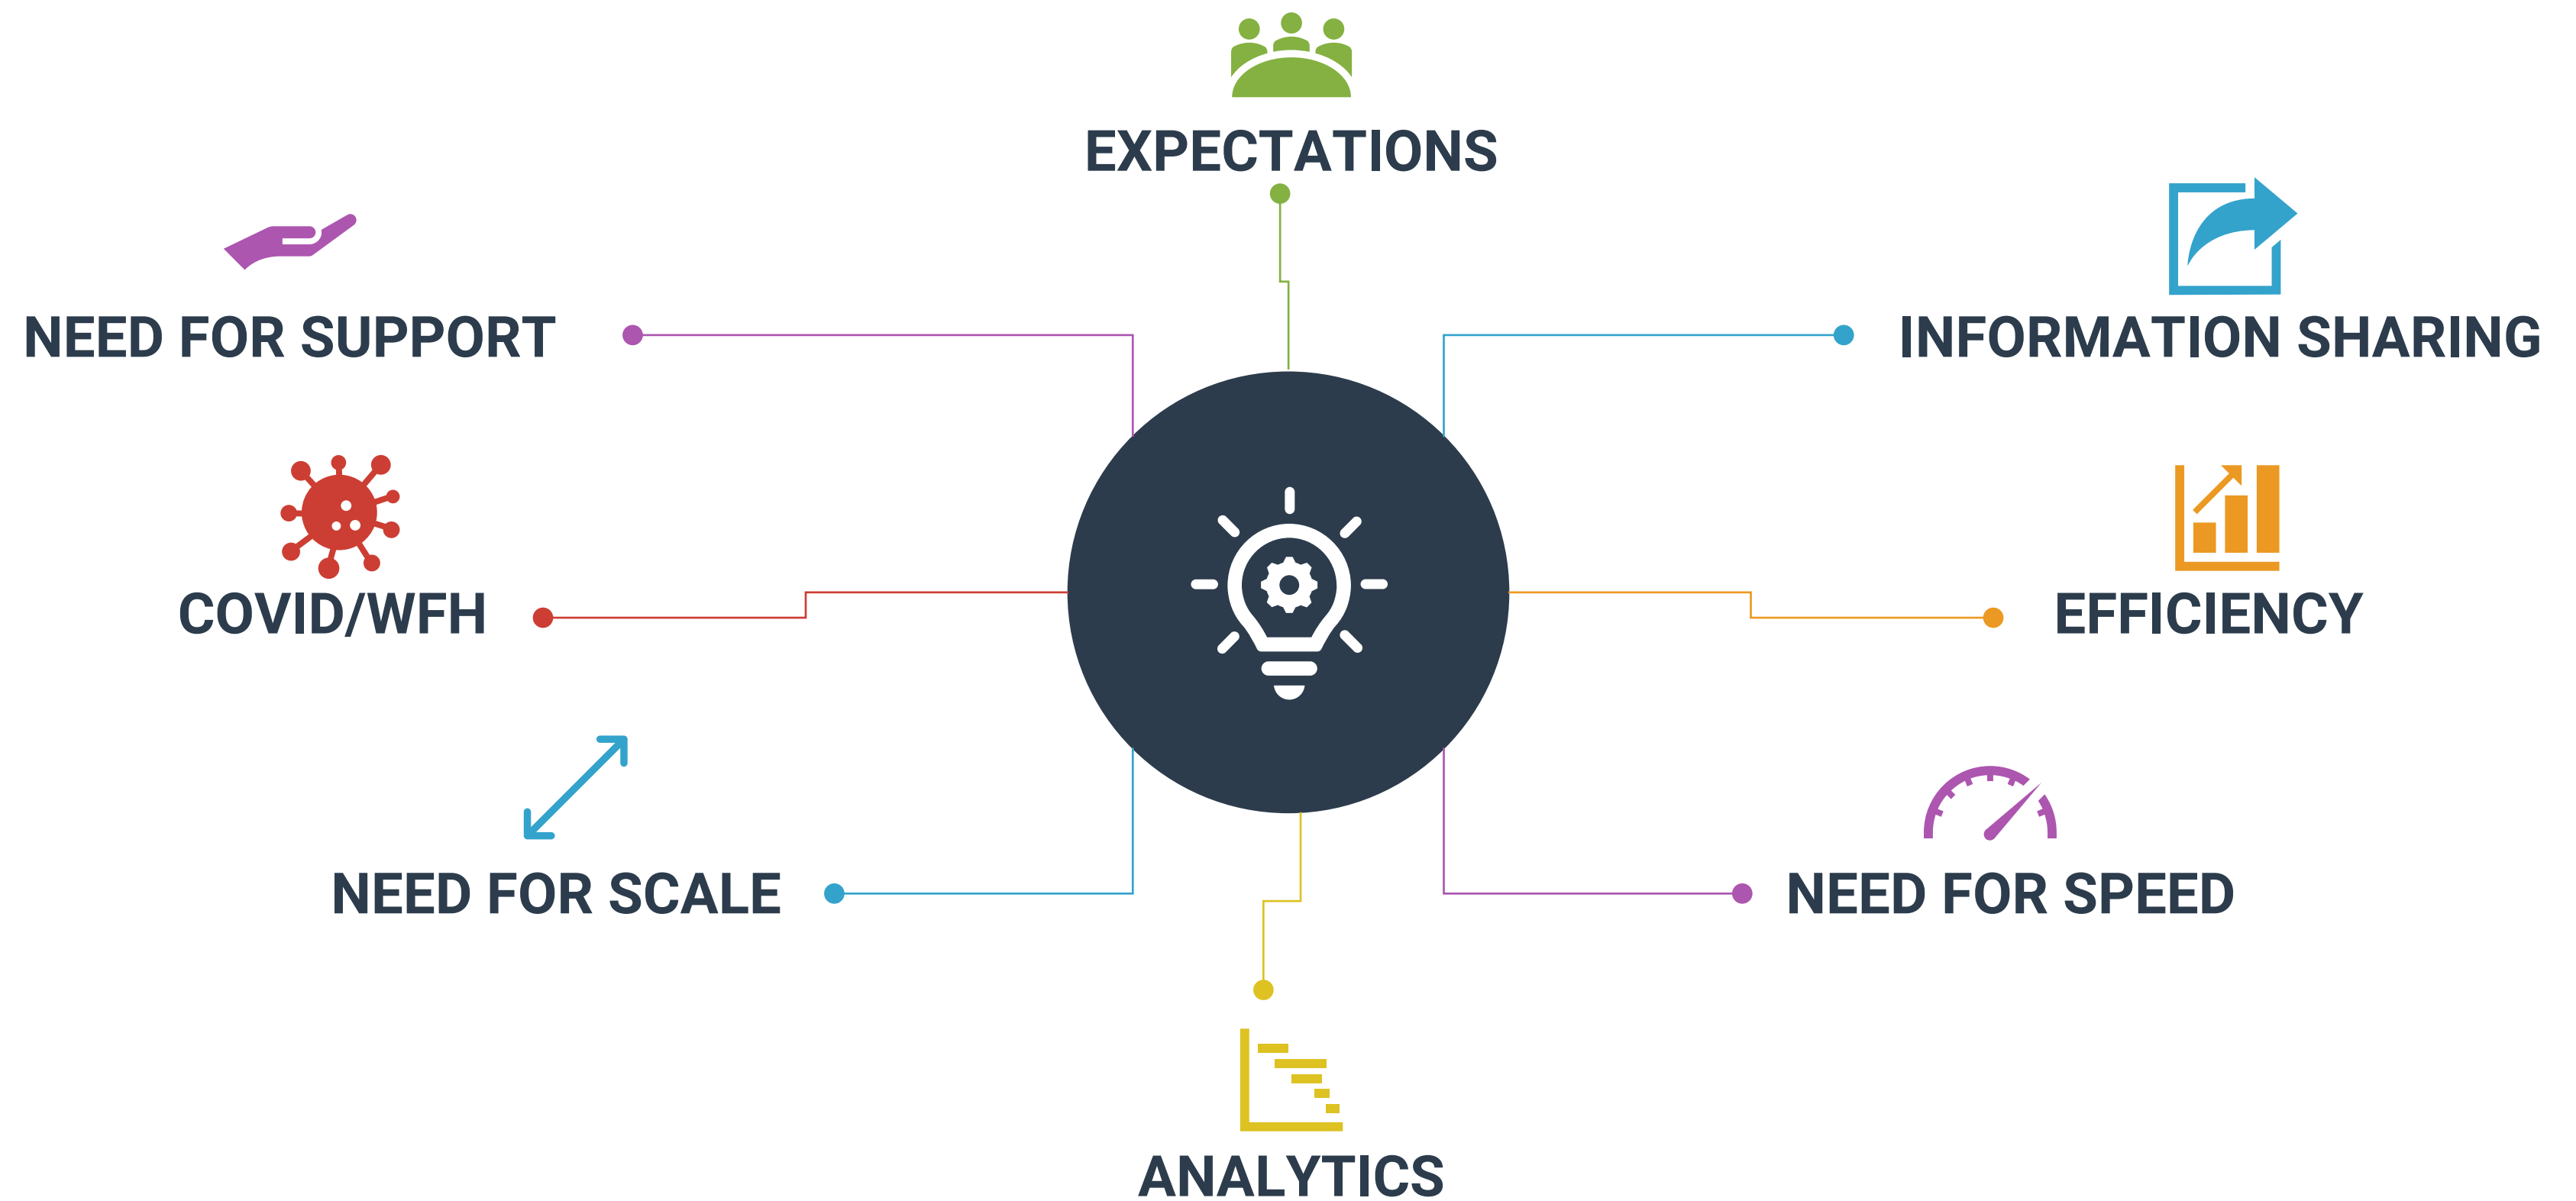 EXPECTATIONS
NEED FOR SUPPORT
INFORMATION SHARING
COVID/WFH
EFFICIENCY
NEED FOR SCALE
NEED FOR SPEED
ANALYTICS